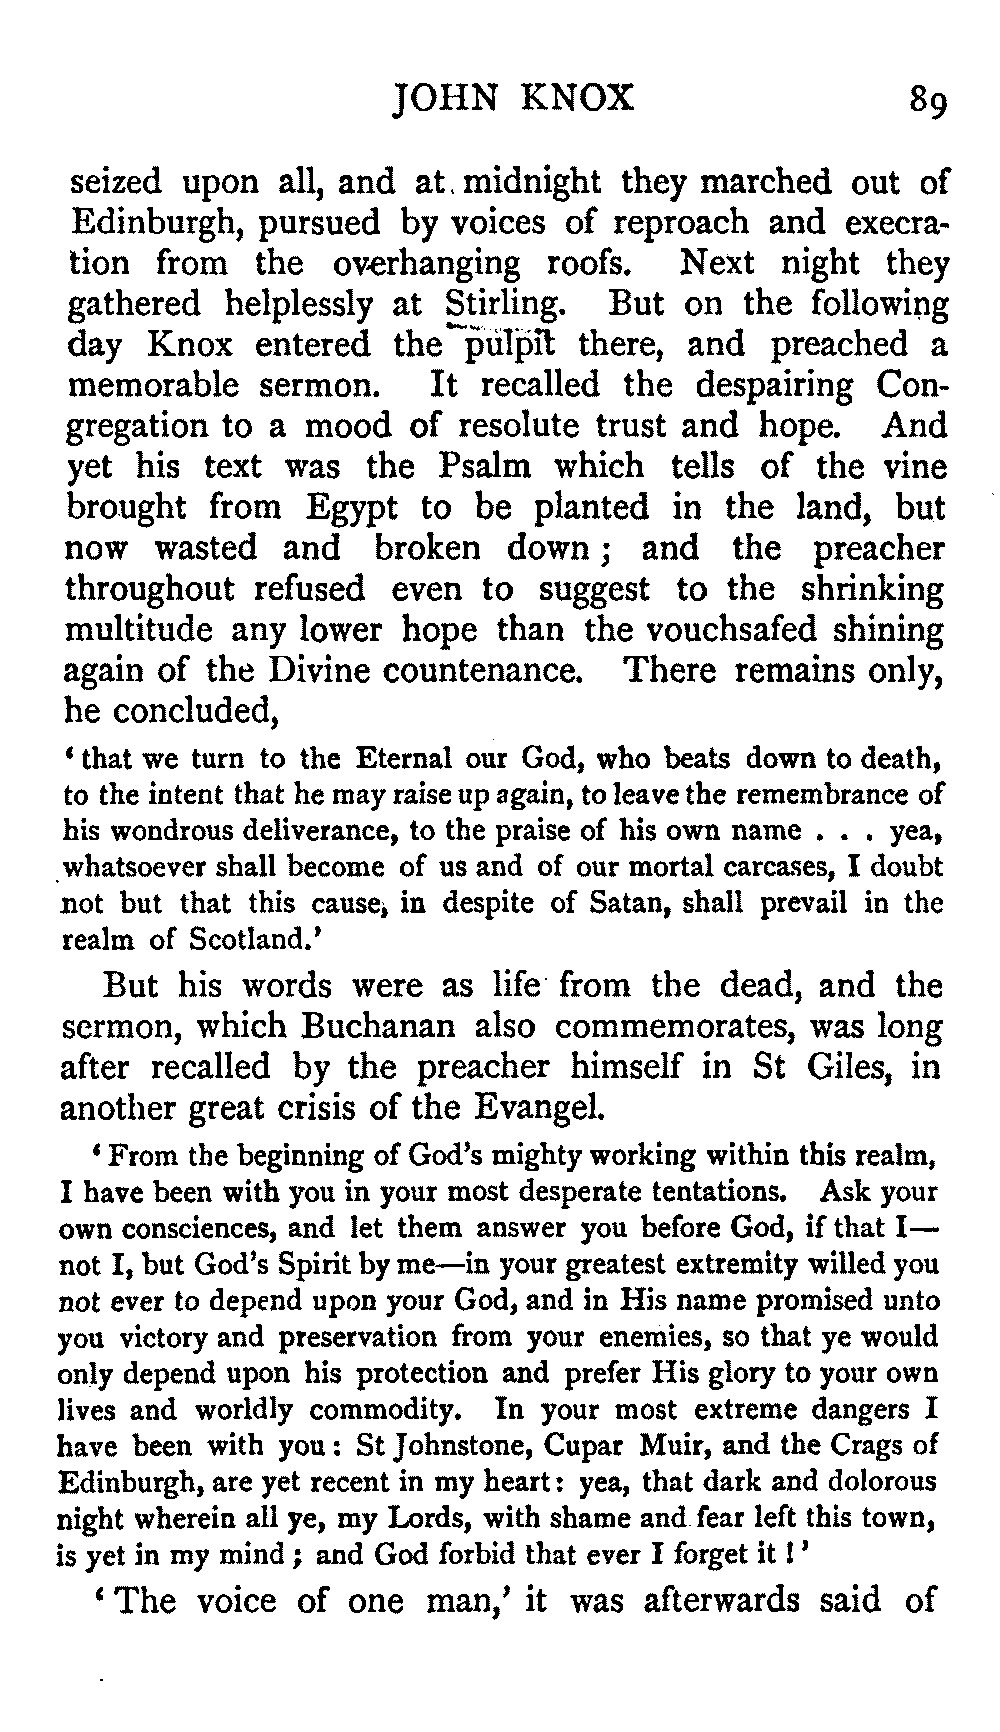 JOHN KNOX 89
seized upon all, and at midnight they marched out of
Edinburgh, pursued by voices of reproach and execra-
tion from the overhanging roofs. Next night they
gathered helplessly at Stirling. But on the following
day Knox entered the pulpit there, and preached a
memorable sermon. It recalled the despairing Con-
gregation to a mood of resolute trust and hope. And
yet his text was the Psalm which tells of the vine
brought from Egypt to be planted in the land, but
now wasted and broken down ; and the preacher
throughout refused even to suggest to the shrinking
multitude any lower hope than the vouchsafed shining
again of the Divine countenance. There remains only,
he concluded,
‘ that we turn to the Eternal our God, who beats down to death,
to the intent that he may raise up again, to leave the remembrance of
his wondrous deliverance, to the praise of his own name . . . yea,
whatsoever shall become of us and of our mortal carcases, I doubt
not but that this cause, in despite of Satan, shall prevail in the
realm of Scotland.’
But his words were as life from the dead, and the
sermon, which Buchanan also commemorates, was long
after recalled by the preacher himself in St Giles, in
another great crisis of the Evangel.
‘ From the beginning of God’s mighty working within this realm,
I have been with you in your most desperate tentations. Ask your
own consciences, and let them answer you before God, if that I—
not I, but God’s Spirit by me—in your greatest extremity willed you
not ever to depend upon your God, and in His name promised unto
you victory and preservation from your enemies, so that ye would
only depend upon his protection and prefer His glory to your own
lives and worldly commodity. In your most extreme dangers I
have been with you : St Johnstone, Cupar Muir, and the Crags of
Edinburgh, are yet recent in my heart : yea, that dark and dolorous
night wherein all ye, my Lords, with shame and fear left this town,
is yet in my mind ; and God forbid that ever I forget it ! ’
‘ The voice of one man,’ it was afterwards said of